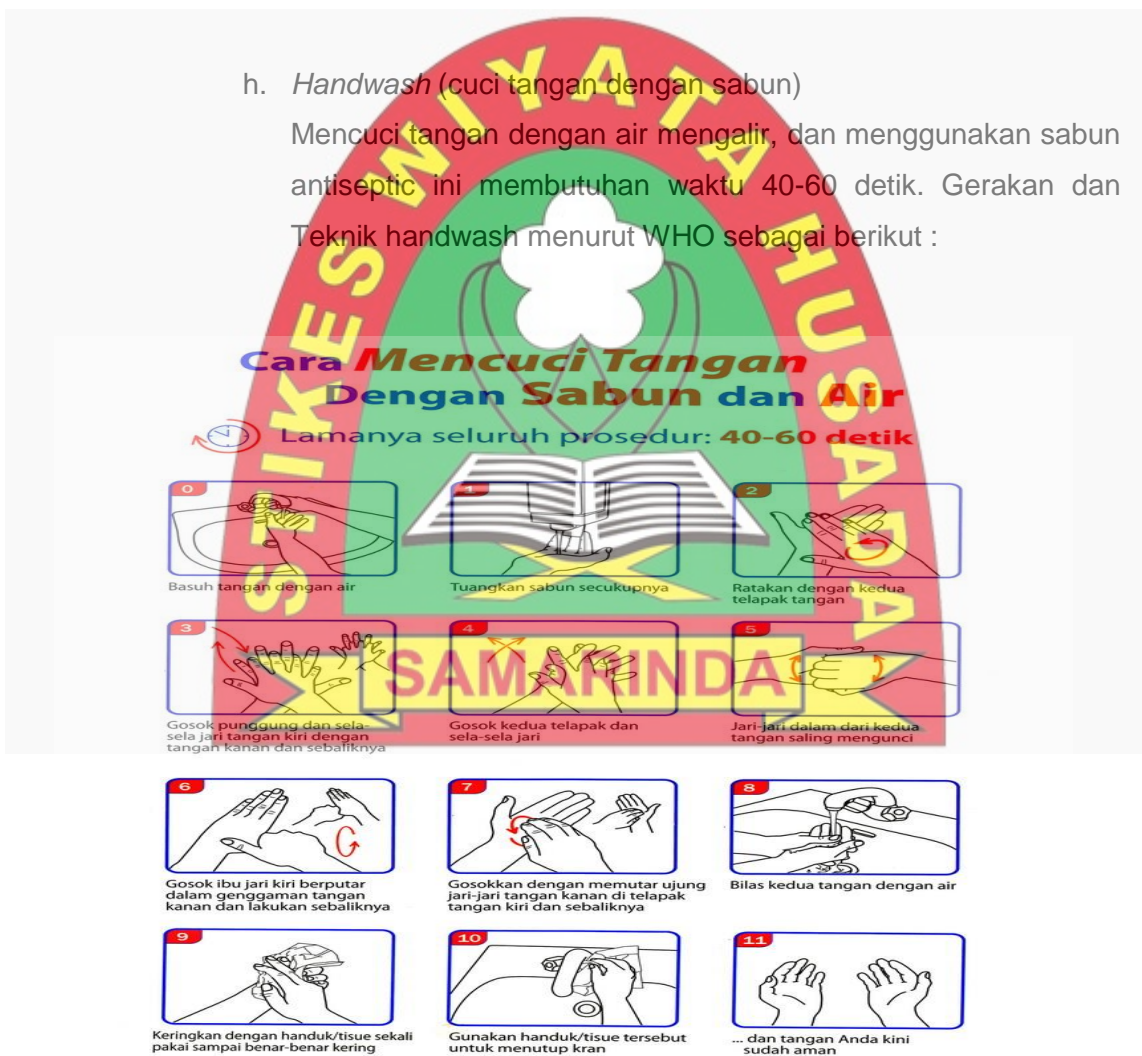 h. Handwash (cuci tangan dengan sabun)
Mencuci tangan dengan air mengalir, dan menggunakan sabun
antiseptic ini membutuhan waktu 40-60 detik. Gerakan dan
Teknik handwash menurut WHO sebagai berikut :
STIKES WIYATA HUSADA
SAMARINDA
Cara Mencuci Tangan
Dengan Sabun dan Air
Lamanya seluruh prosedur: 40-60 detik
0
Basuh tangan dengan air
1
Tuangkan sabun secukupnya
2
Ratakan dengan kedua
telapak tangan
3
Gosok punggung dan sela-
sela jari tangan kiri dengan
tangan kanan dan sebaliknya
4
Gosok kedua telapak dan
sela-sela jari
5
Jari-jari dalam dari kedua
tangan saling mengunci
6
Gosok ibu jari kiri berputar
dalam genggaman tangan
kanan dan lakukan sebaliknya
7
Gosokkan dengan memutar ujung
jari-jari tangan kanan di telapak
tangan kiri dan sebaliknya
8
Bilas kedua tangan dengan air
9
Keringkan dengan handuk/tisue sekali
pakai sampai benar-benar kering
10
Gunakan handuk/tisue tersebut
untuk menutup kran
11
... dan tangan Anda kini
sudah aman